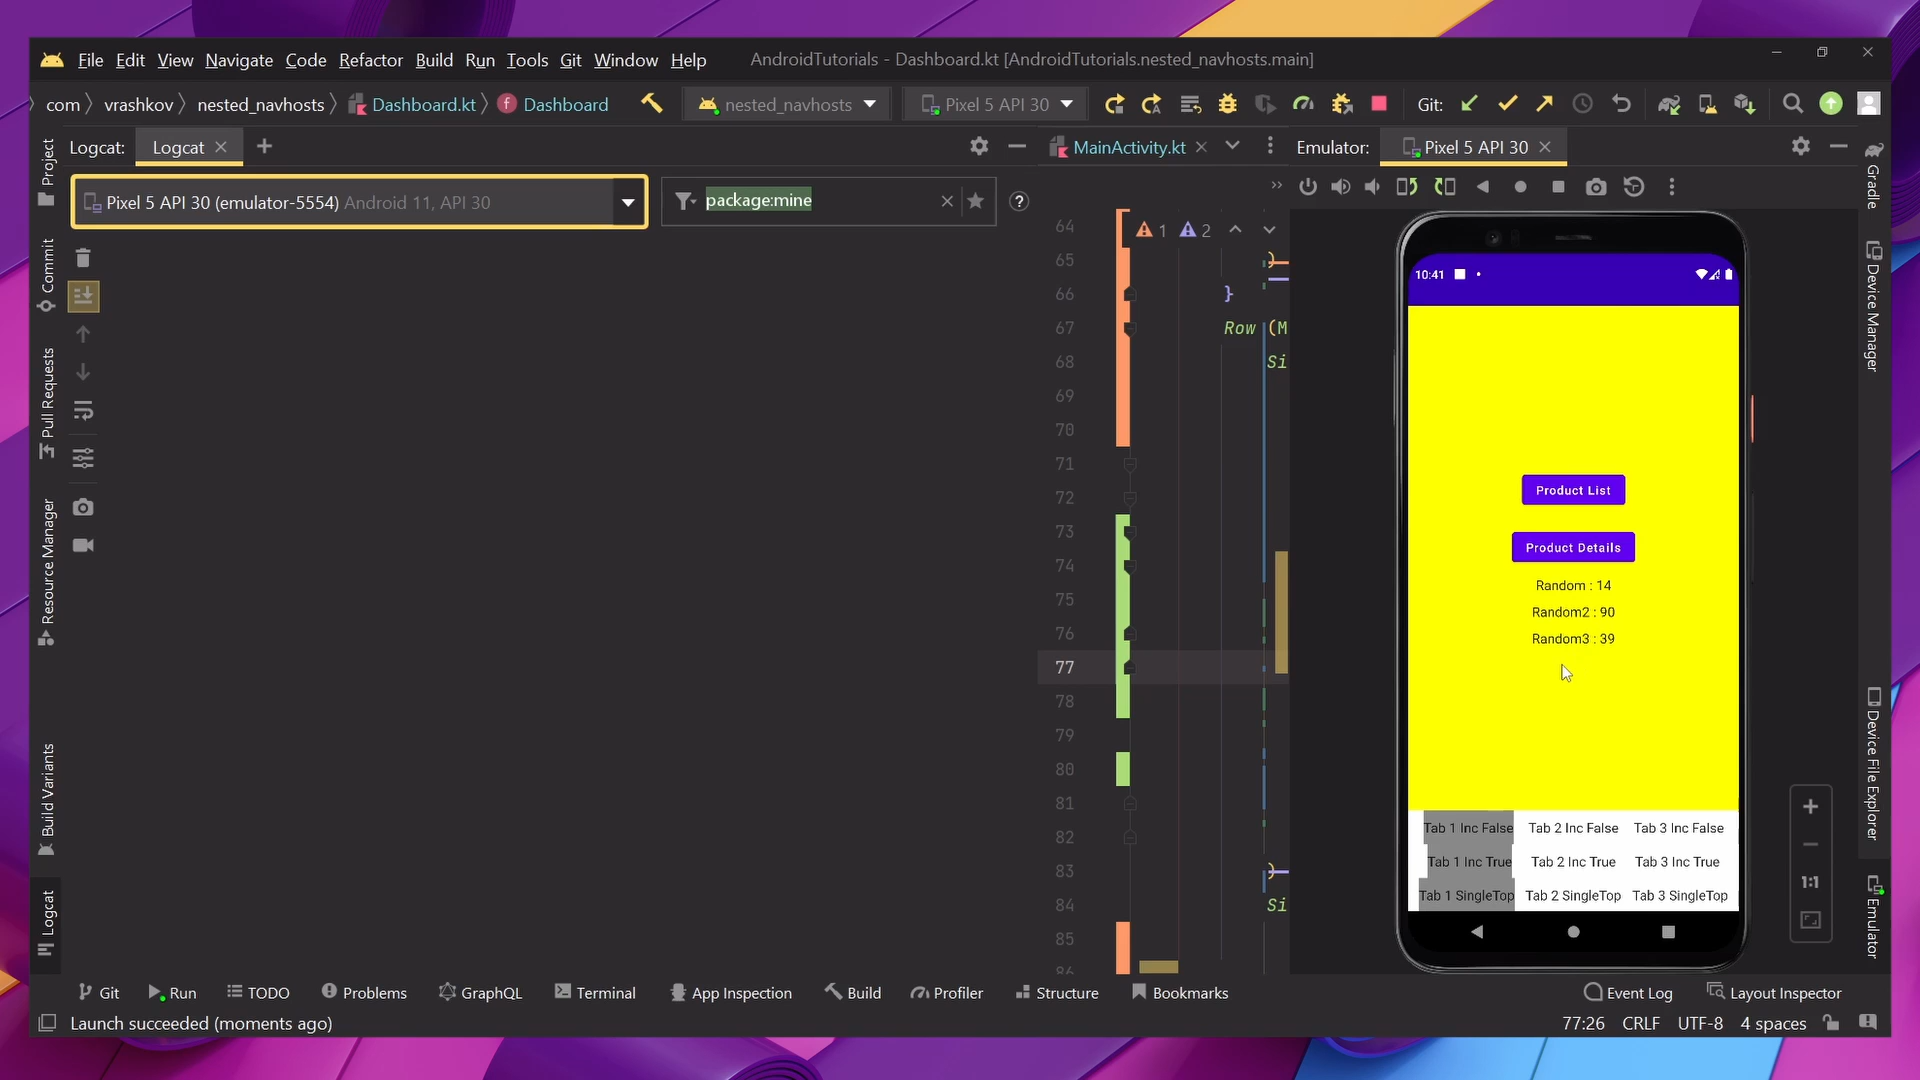 File Edit View Navigate Code Refactor Build Run Tools Git Window Help AndroidTutorials - Dashboard.kt [AndroidTutorials.nested_navhosts.main]
com vrashkov nested_navhosts Dashboard.kt Dashboard nested_navhosts Pixel 5 API 30 Git:
Logcat: Logcat MainActivity.kt Emulator: Pixel 5 API 30
Pixel 5 API 30 (emulator-5554) Android 11, API 30 package:mine
Project
Commit
Pull Requests
Resource Manager
Build Variants
Logcat
64
1 2
65 )
66 }
67 Row (M
68 Si
69
70
71
72
73
74
75
76
77
78
79
80
81
82
83 )
84 Si
85
86
10:41
Product List
Product Details
Random : 14
Random2 : 90
Random3 : 39
Tab 1 Inc False Tab 2 Inc False Tab 3 Inc False
Tab 1 Inc True Tab 2 Inc True Tab 3 Inc True
Tab 1 SingleTop Tab 2 SingleTop Tab 3 SingleTop
1:1
Gradle
Device Manager
Device File Explorer
Emulator
Git Run TODO Problems GraphQL Terminal App Inspection Build Profiler Structure Bookmarks Event Log Layout Inspector
Launch succeeded (moments ago) 77:26 CRLF UTF-8 4 spaces